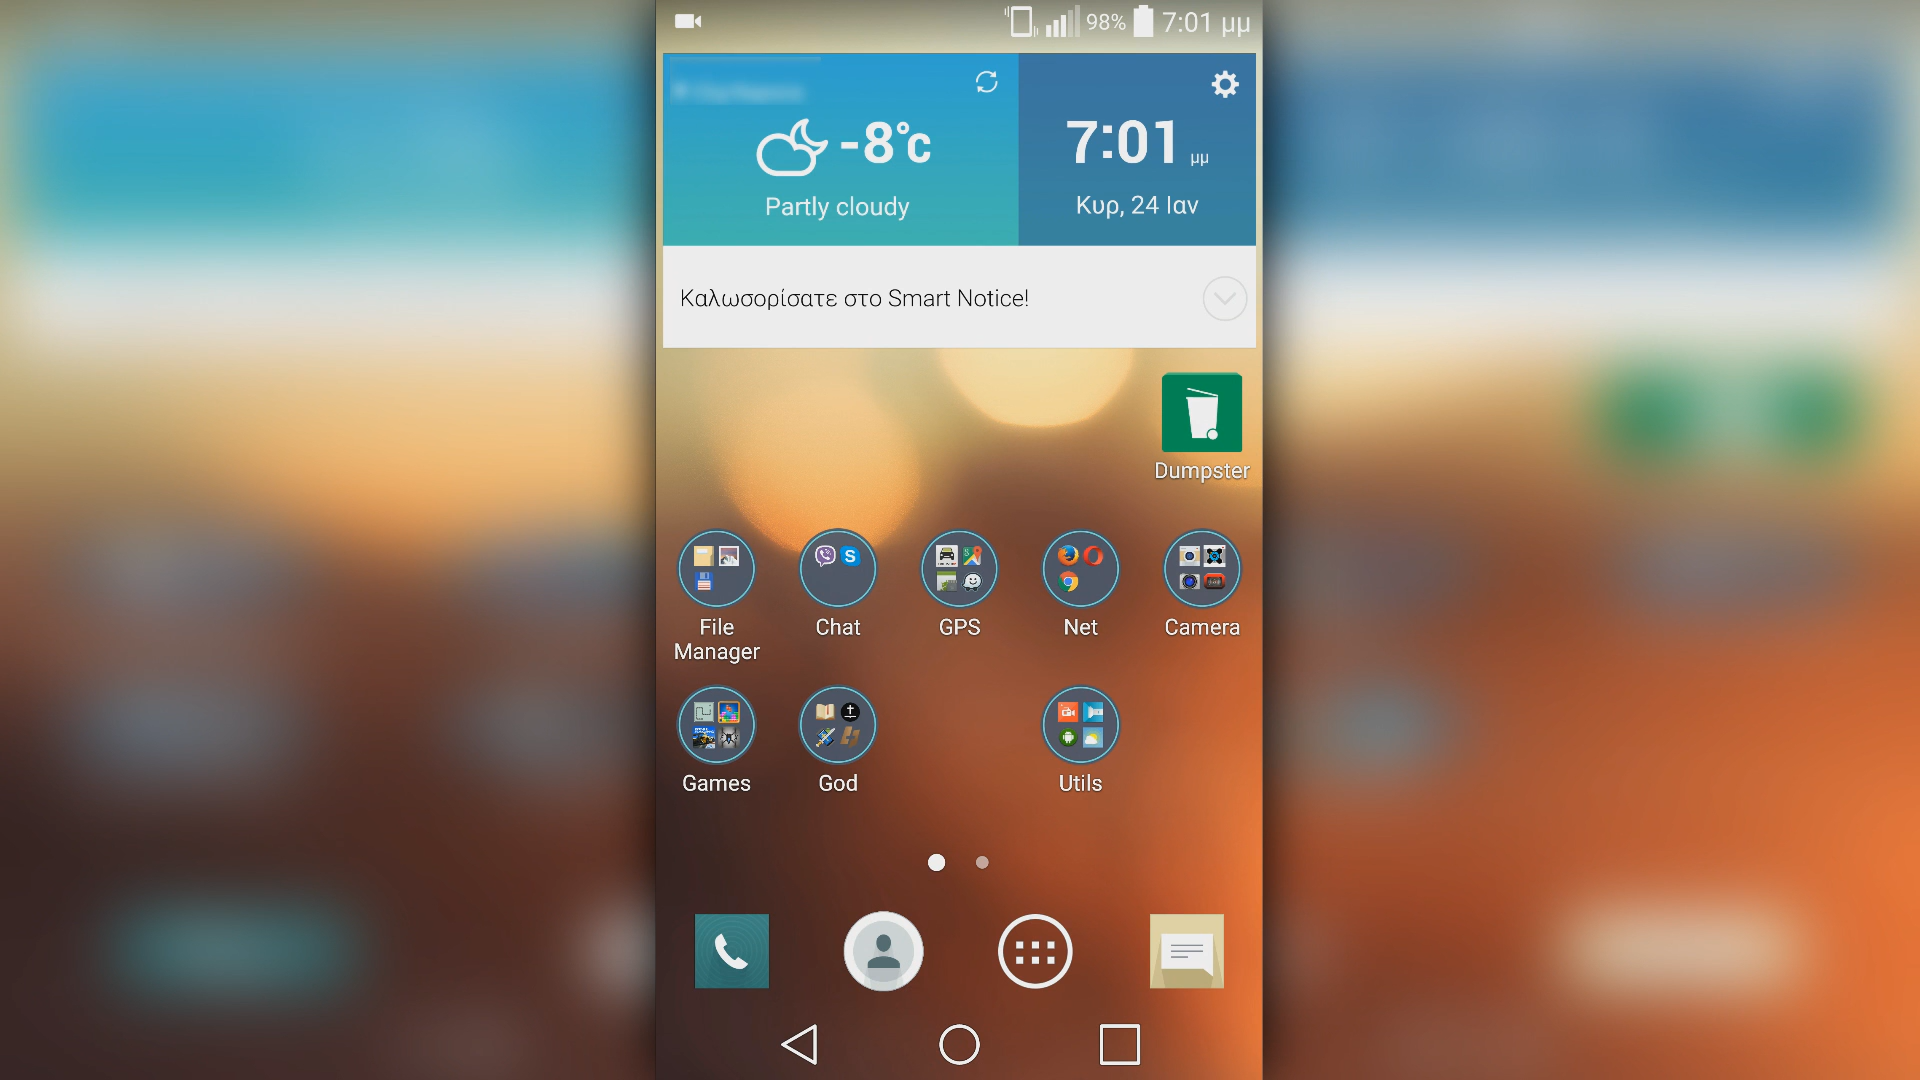 98% 7:01 μμ
-8°c
Partly cloudy
7:01 μμ
Κυρ, 24 Ιαν
Καλωσορίσατε στο Smart Notice!
Dumpster
File
Manager
Chat
GPS
Net
Camera
Games
God
Utils